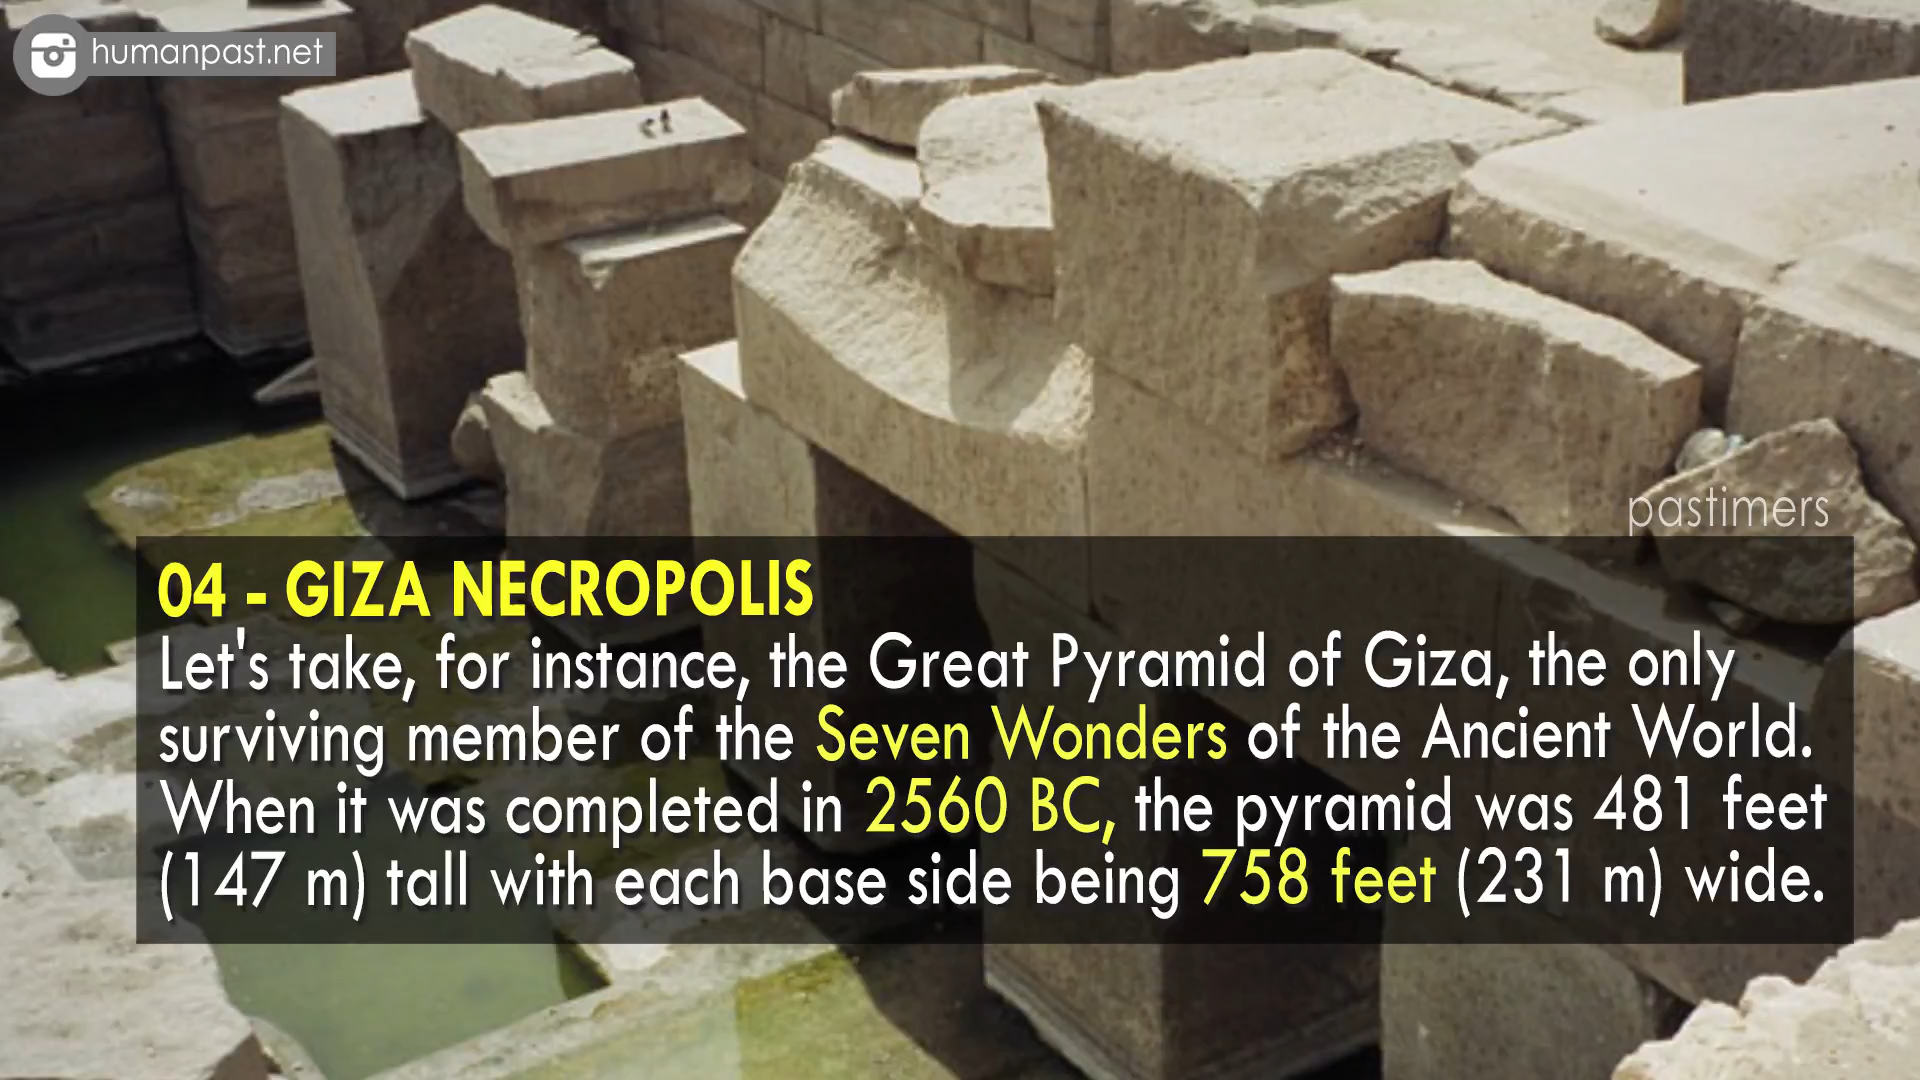 humanpast.net
pastimers
04 - GIZA NECROPOLIS
Let's take, for instance, the Great Pyramid of Giza, the only
surviving member of the Seven Wonders of the Ancient World.
When it was completed in 2560 BC, the pyramid was 481 feet
(147 m) tall with each base side being 758 feet (231 m) wide.